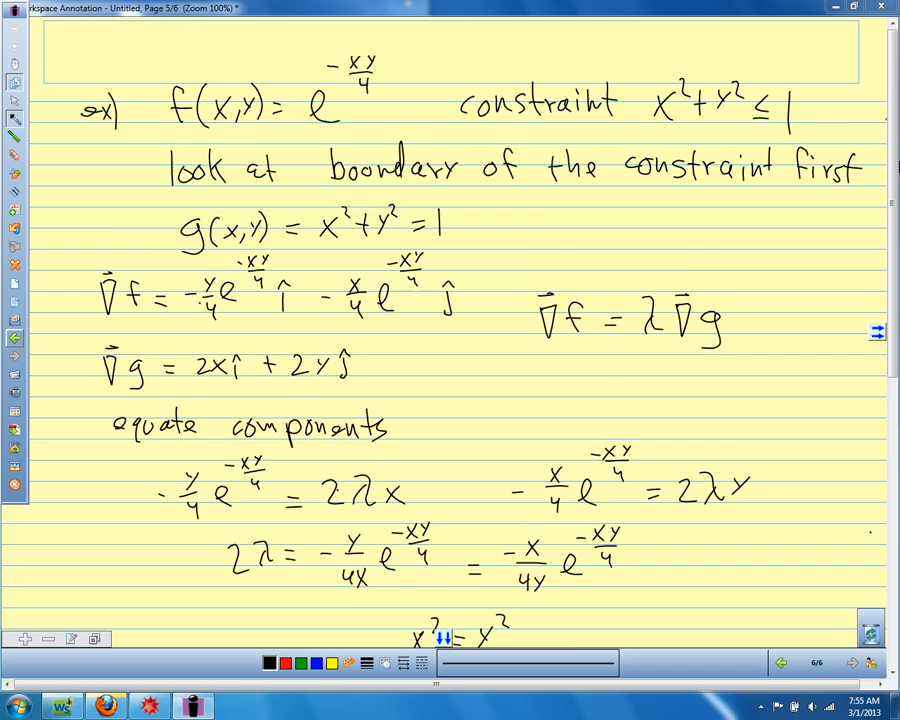 rkspace Annotation - Untitled, Page 5/6 (Zoom 100%) *
ex) f(x,y) = e^(-xy/4) constraint x² + y² ≤ 1
look at boundary of the constraint first
g(x,y) = x² + y² = 1
∇⃗f = -y/4 e^(-xy/4) î - x/4 e^(-xy/4) ĵ
∇⃗f = λ∇⃗g
∇⃗g = 2xî + 2yĵ
equate components
-y/4 e^(-xy/4) = 2λx   -x/4 e^(-xy/4) = 2λy
2λ = -y/4x e^(-xy/4) = -x/4y e^(-xy/4)
x² = y²
6/6
7:55 AM
3/1/2013